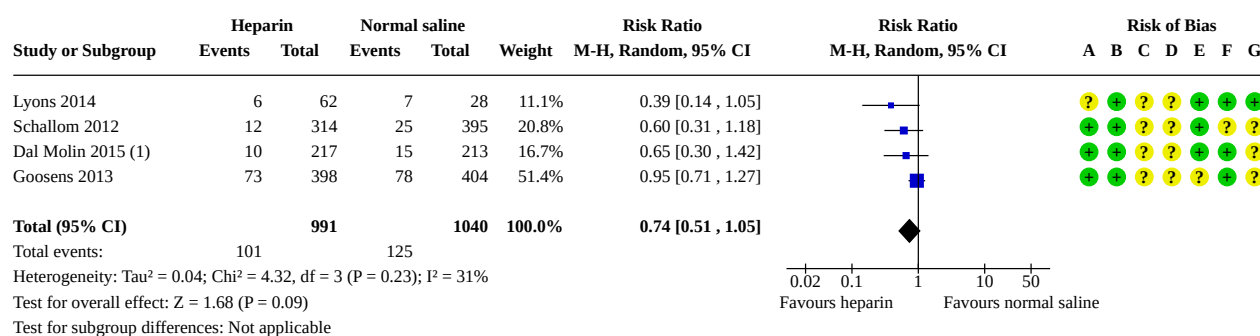 Heparin Normal saline Risk Ratio Risk Ratio Risk of Bias
Study or Subgroup Events Total Events Total Weight M-H, Random, 95% CI M-H, Random, 95% CI A B C D E F G
Lyons 2014 6 62 7 28 11.1% 0.39 [0.14 , 1.05] ? + ? ? + + +
Schallom 2012 12 314 25 395 20.8% 0.60 [0.31 , 1.18] + + ? ? + ? ?
Dal Molin 2015 (1) 10 217 15 213 16.7% 0.65 [0.30 , 1.42] + + ? ? + + ?
Goosens 2013 73 398 78 404 51.4% 0.95 [0.71 , 1.27] + + ? ? ? + ?
Total (95% CI) 991 1040 100.0% 0.74 [0.51 , 1.05]
Total events: 101 125
Heterogeneity: Tau² = 0.04; Chi² = 4.32, df = 3 (P = 0.23); I² = 31% 0.02 0.1 1 10 50
Test for overall effect: Z = 1.68 (P = 0.09) Favours heparin Favours normal saline
Test for subgroup differences: Not applicable